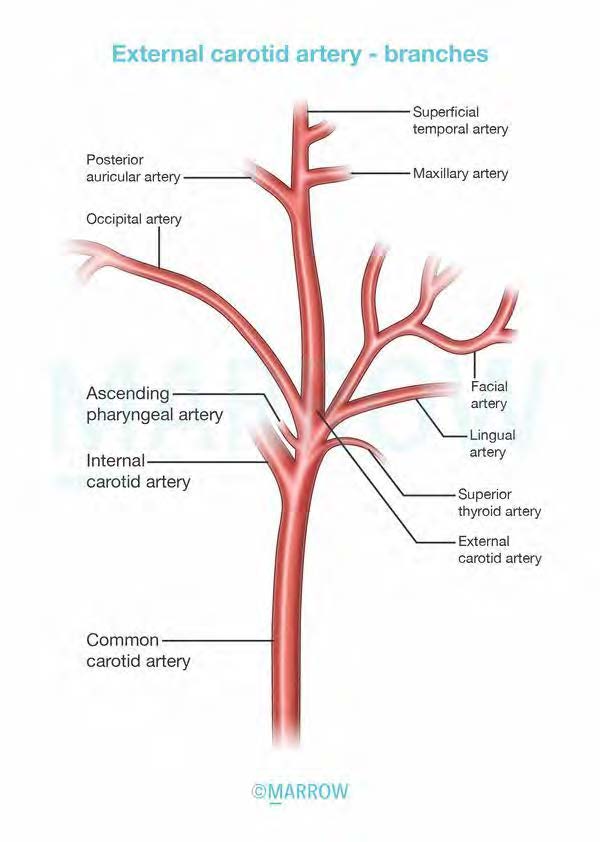 External carotid artery - branches
Superficial
temporal artery
Posterior
auricular artery
Maxillary artery
Occipital artery
Ascending
pharyngeal artery
Facial
artery
Lingual
artery
Internal
carotid artery
Superior
thyroid artery
External
carotid artery
Common
carotid artery
MARROW
©MARROW